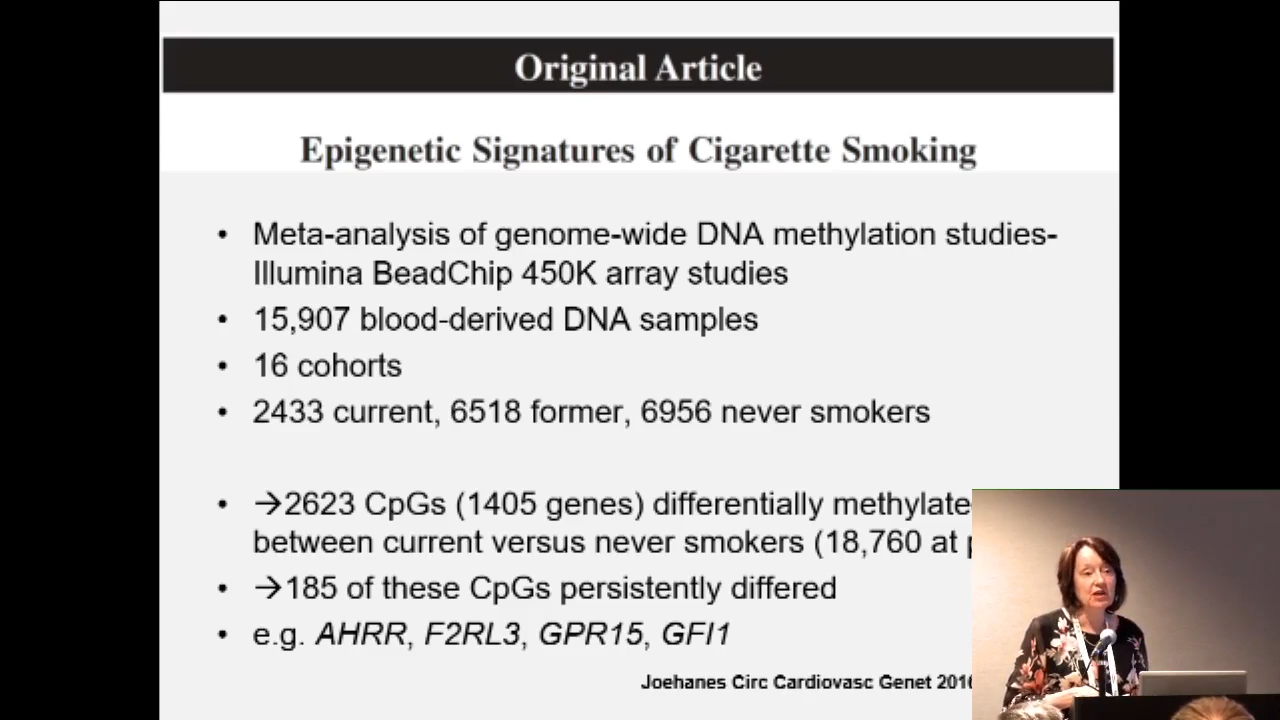 Original Article
Epigenetic Signatures of Cigarette Smoking
• Meta-analysis of genome-wide DNA methylation studies-
Illumina BeadChip 450K array studies
• 15,907 blood-derived DNA samples
• 16 cohorts
• 2433 current, 6518 former, 6956 never smokers
• →2623 CpGs (1405 genes) differentially methylate
between current versus never smokers (18,760 at
• →185 of these CpGs persistently differed
• e.g. AHRR, F2RL3, GPR15, GFI1
Joehanes Circ Cardiovasc Genet 2016